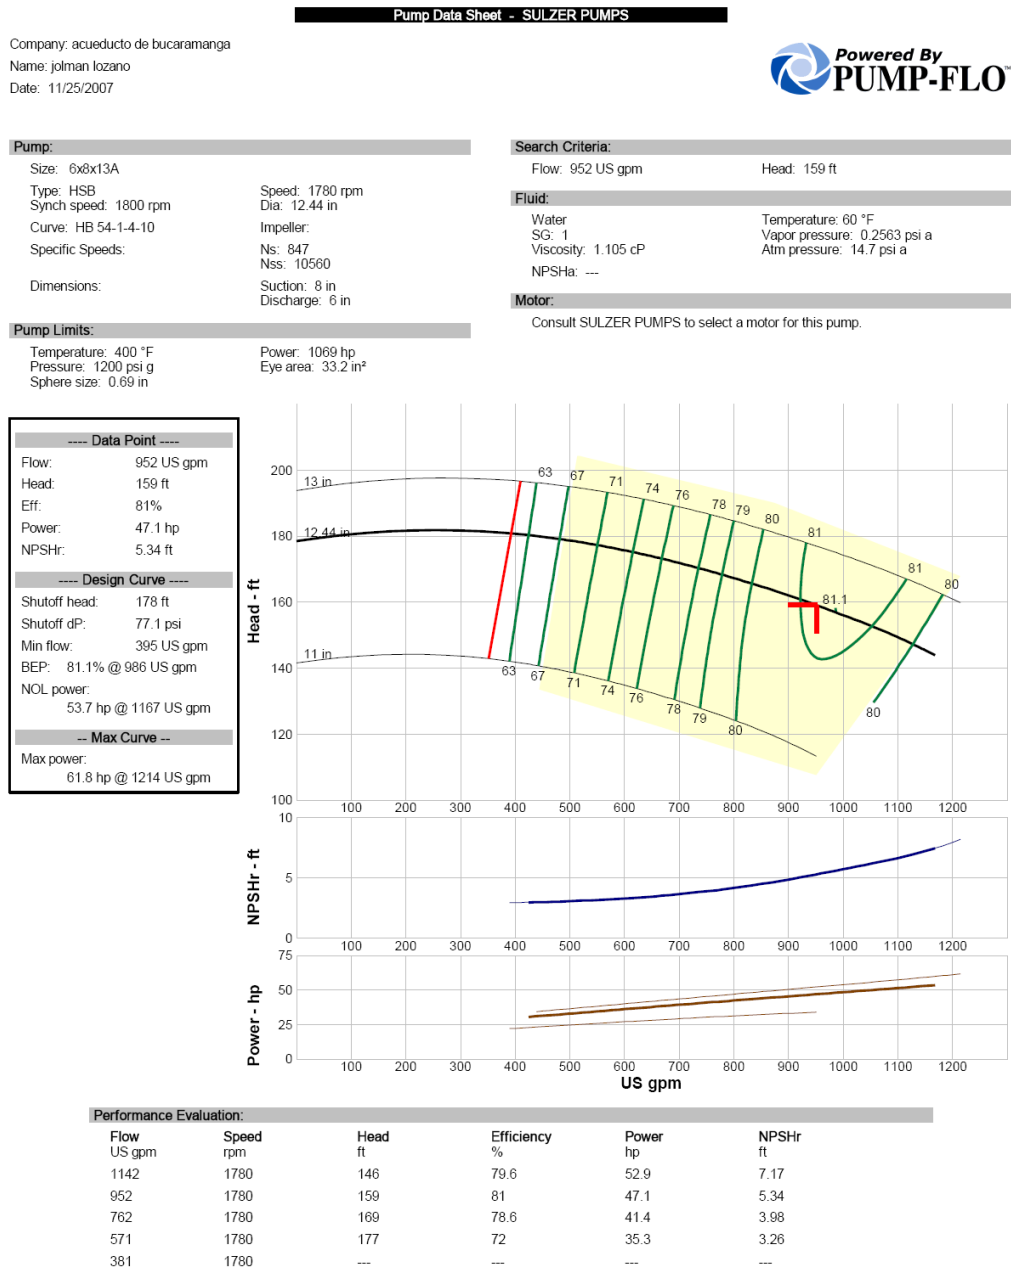 Pump Data Sheet - SULZER PUMPS
Company: acueducto de bucaramanga
Name: jolman lozano
Date: 11/25/2007
Powered By
PUMP-FLO™
Pump:
Size: 6x8x13A
Type: HSB
Synch speed: 1800 rpm
Speed: 1780 rpm
Dia: 12.44 in
Curve: HB 54-1-4-10
Impeller:
Specific Speeds:
Ns: 847
Nss: 10560
Dimensions:
Suction: 8 in
Discharge: 6 in
Pump Limits:
Temperature: 400 °F
Pressure: 1200 psi g
Sphere size: 0.69 in
Power: 1069 hp
Eye area: 33.2 in²
Search Criteria:
Flow: 952 US gpm
Head: 159 ft
Fluid:
Water
SG: 1
Viscosity: 1.105 cP
NPSHa: ---
Temperature: 60 °F
Vapor pressure: 0.2563 psi a
Atm pressure: 14.7 psi a
Motor:
Consult SULZER PUMPS to select a motor for this pump.
---- Data Point ----
Flow: 952 US gpm
Head: 159 ft
Eff: 81%
Power: 47.1 hp
NPSHr: 5.34 ft
---- Design Curve ----
Shutoff head: 178 ft
Shutoff dP: 77.1 psi
Min flow: 395 US gpm
BEP: 81.1% @ 986 US gpm
NOL power:
53.7 hp @ 1167 US gpm
-- Max Curve --
Max power:
61.8 hp @ 1214 US gpm
Head - ft
200
180
160
140
120
100
13 in
12.44 in
11 in
63 67 71 74 76 78 79 80 81 81 80
81.1
63 67 71 74 76 78 79 80 80
100 200 300 400 500 600 700 800 900 1000 1100 1200
NPSHr - ft
10
5
0
100 200 300 400 500 600 700 800 900 1000 1100 1200
Power - hp
75
50
25
0
100 200 300 400 500 600 700 800 900 1000 1100 1200
US gpm
Performance Evaluation:
Flow Speed Head Efficiency Power NPSHr
US gpm rpm ft % hp ft
1142 1780 146 79.6 52.9 7.17
952 1780 159 81 47.1 5.34
762 1780 169 78.6 41.4 3.98
571 1780 177 72 35.3 3.26
381 1780 --- --- --- ---